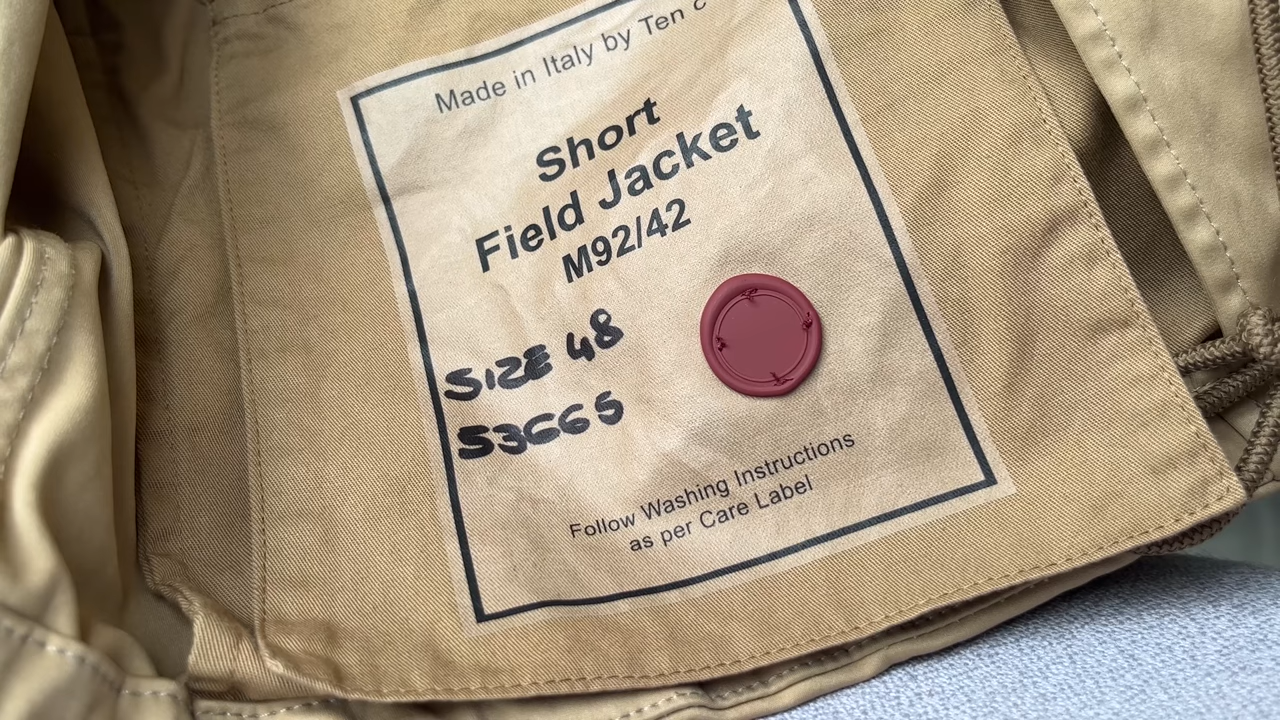 Made in Italy by Ten c
Short
Field Jacket
M92/42
SIZE 48
53665
Follow Washing Instructions
as per Care Label